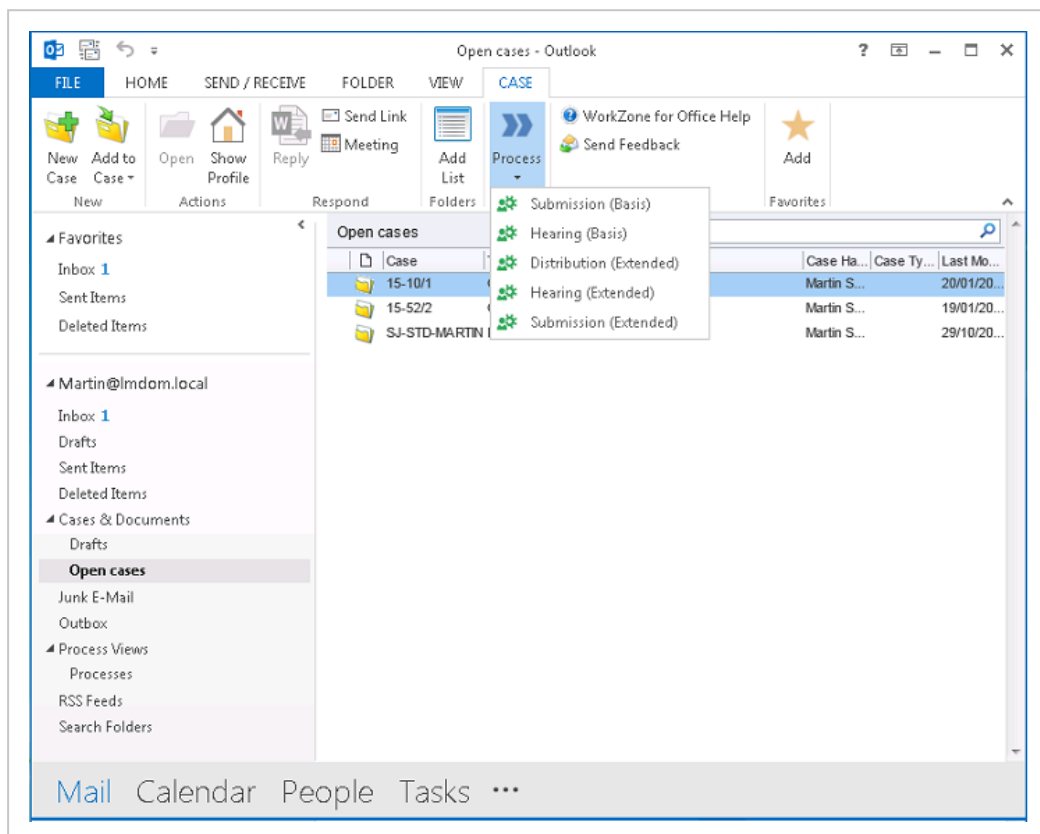 Open cases - Outlook
FILE HOME SEND / RECEIVE FOLDER VIEW CASE
Send Link
Meeting
WorkZone for Office Help
Send Feedback
New Case
Add to Case
Open
Show Profile
Reply
Add List
Process
Add
New Actions Respond Folders Favorites
Submission (Basis)
Hearing (Basis)
Distribution (Extended)
Hearing (Extended)
Submission (Extended)
Favorites
Inbox 1
Sent Items
Deleted Items
Martin@lmdom.local
Inbox 1
Drafts
Sent Items
Deleted Items
Cases & Documents
Drafts
Open cases
Junk E-Mail
Outbox
Process Views
Processes
RSS Feeds
Search Folders
Open cases
Case Case Ha... Case Ty... Last Mo...
15-10/1 Martin S... 20/01/20...
15-52/2 Martin S... 19/01/20...
SJ-STD-MARTIN Martin S... 29/10/20...
Mail Calendar People Tasks •••